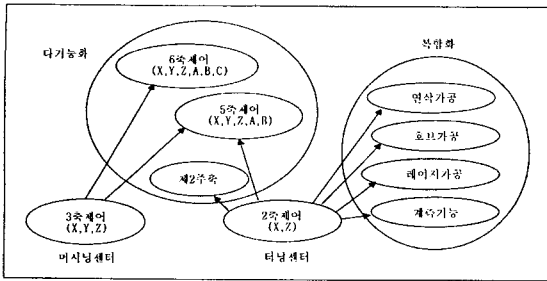 다기능화
6축제어
(X,Y,Z,A,B,C)
5축제어
(X,Y,Z,A,B)
제2주축
3축제어
(X,Y,Z)
머시닝센터
2축제어
(X,Z)
터닝센터
복합화
연삭가공
호브가공
레이저가공
계측기능